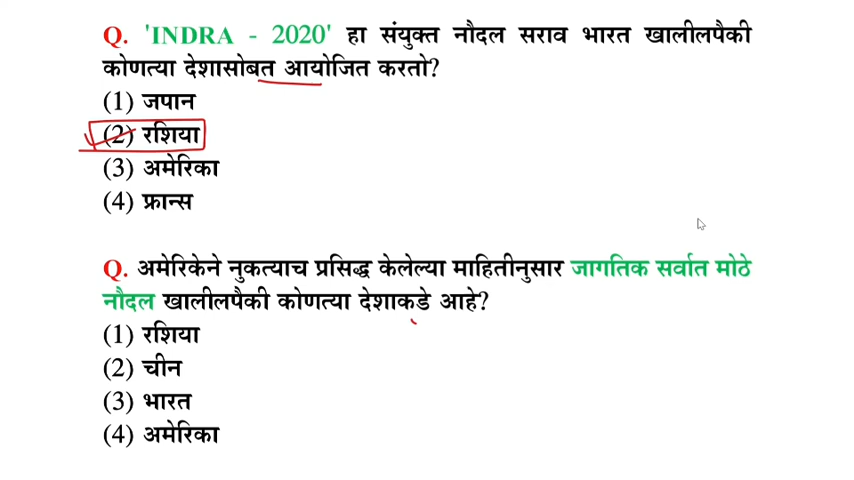 Q. 'INDRA - 2020' हा संयुक्त नौदल सराव भारत खालीलपैकी
कोणत्या देशासोबत आयोजित करतो?
(1) जपान
(2) रशिया
(3) अमेरिका
(4) फ्रान्स
Q. अमेरिकेने नुकत्याच प्रसिद्ध केलेल्या माहितीनुसार जागतिक सर्वात मोठे
नौदल खालीलपैकी कोणत्या देशाकडे आहे?
(1) रशिया
(2) चीन
(3) भारत
(4) अमेरिका